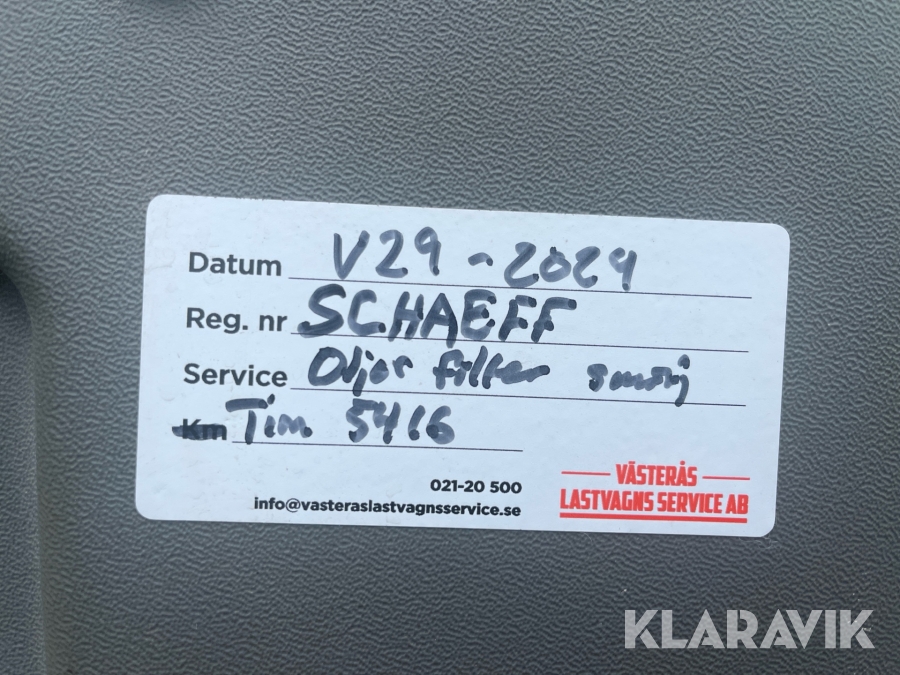 Datum V29-2024
Reg. nr SCHAEFF
Service Oljor filter smörj
Km Tim. 5416
021-20 500
info@vasteraslastvagnsservice.se
VÄSTERÅS
LASTVAGNS SERVICE AB
KLARAVIK